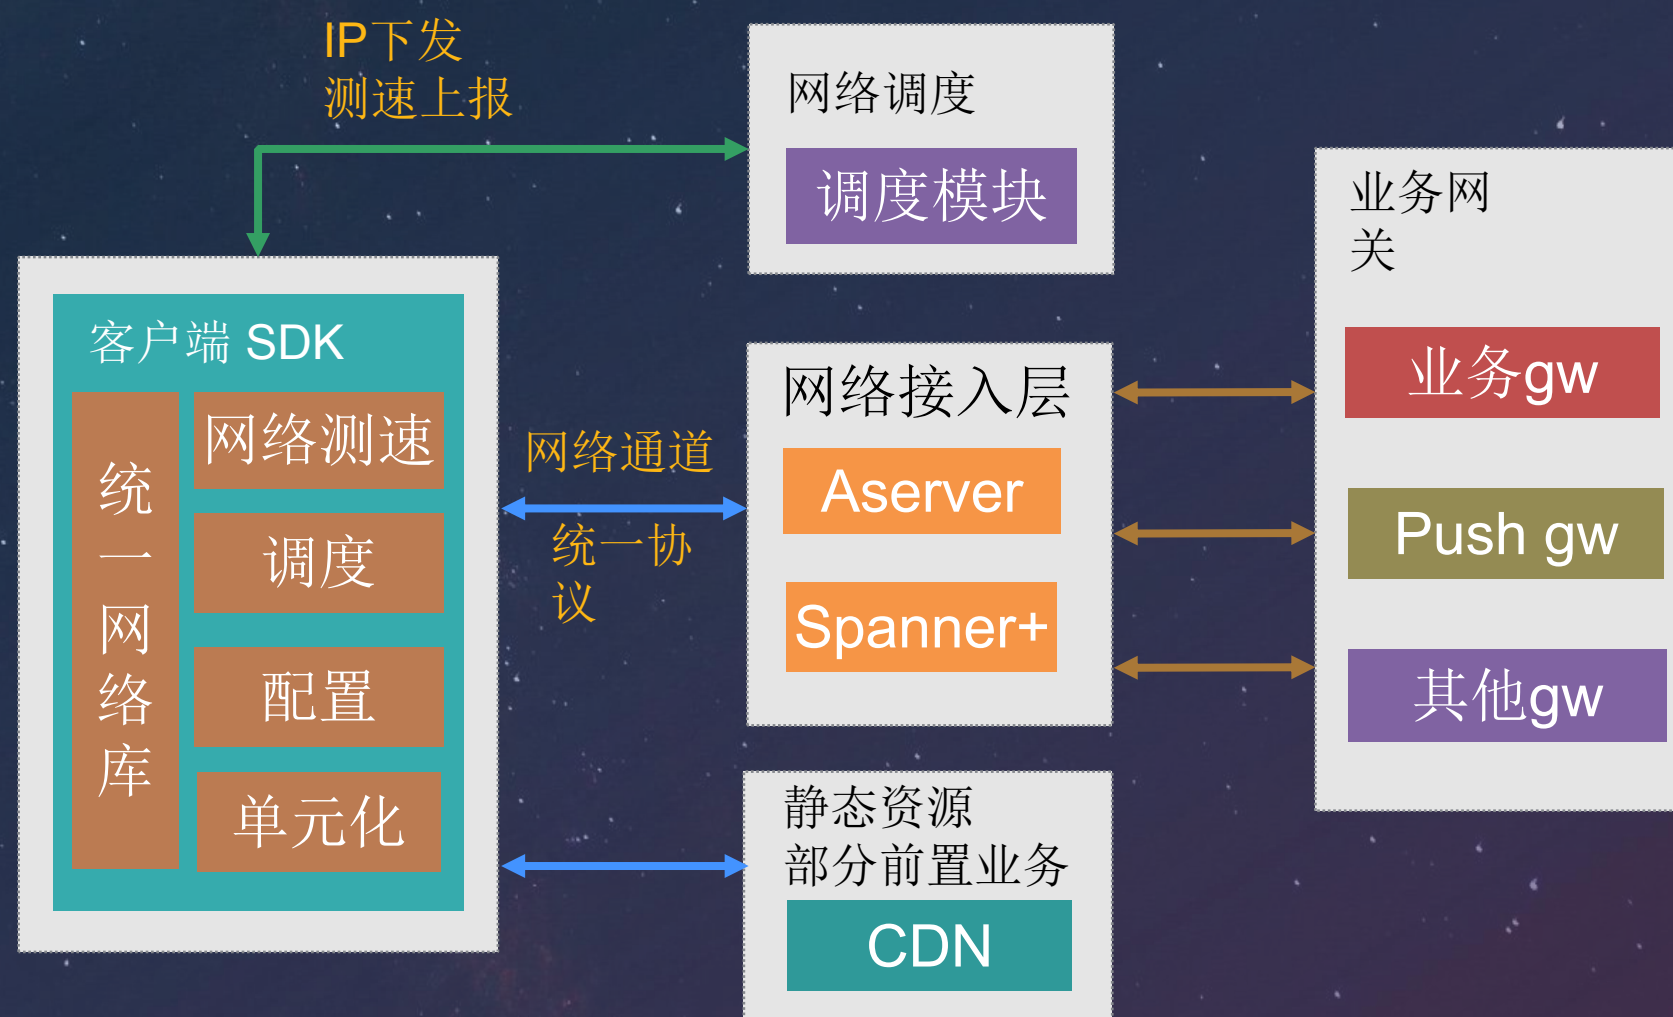 IP下发
测速上报
网络调度
调度模块
业务网
关
客户端 SDK
统
一
网
络
库
网络测速
调度
配置
单元化
网络通道
统一协
议
网络接入层
Aserver
Spanner+
业务gw
Push gw
其他gw
静态资源
部分前置业务
CDN